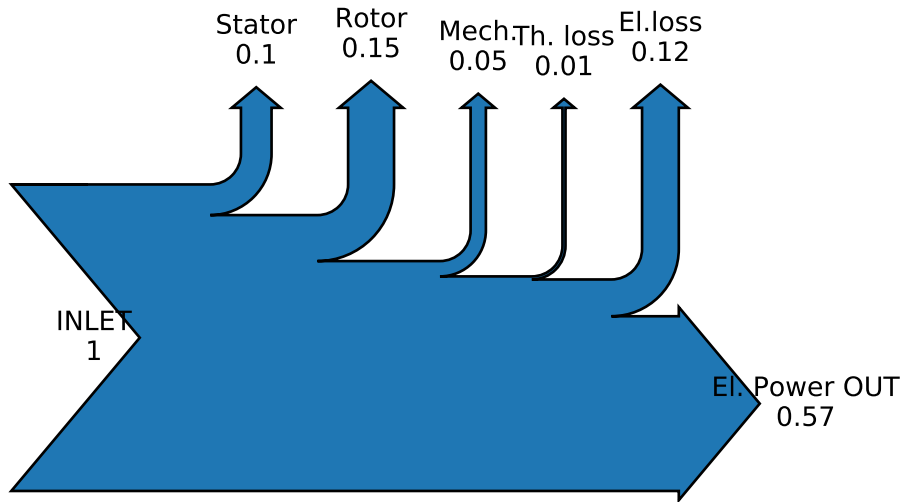 Stator
0.1
Rotor
0.15
Mech.
0.05
Th. loss
0.01
El.loss
0.12
INLET
1
El. Power OUT
0.57